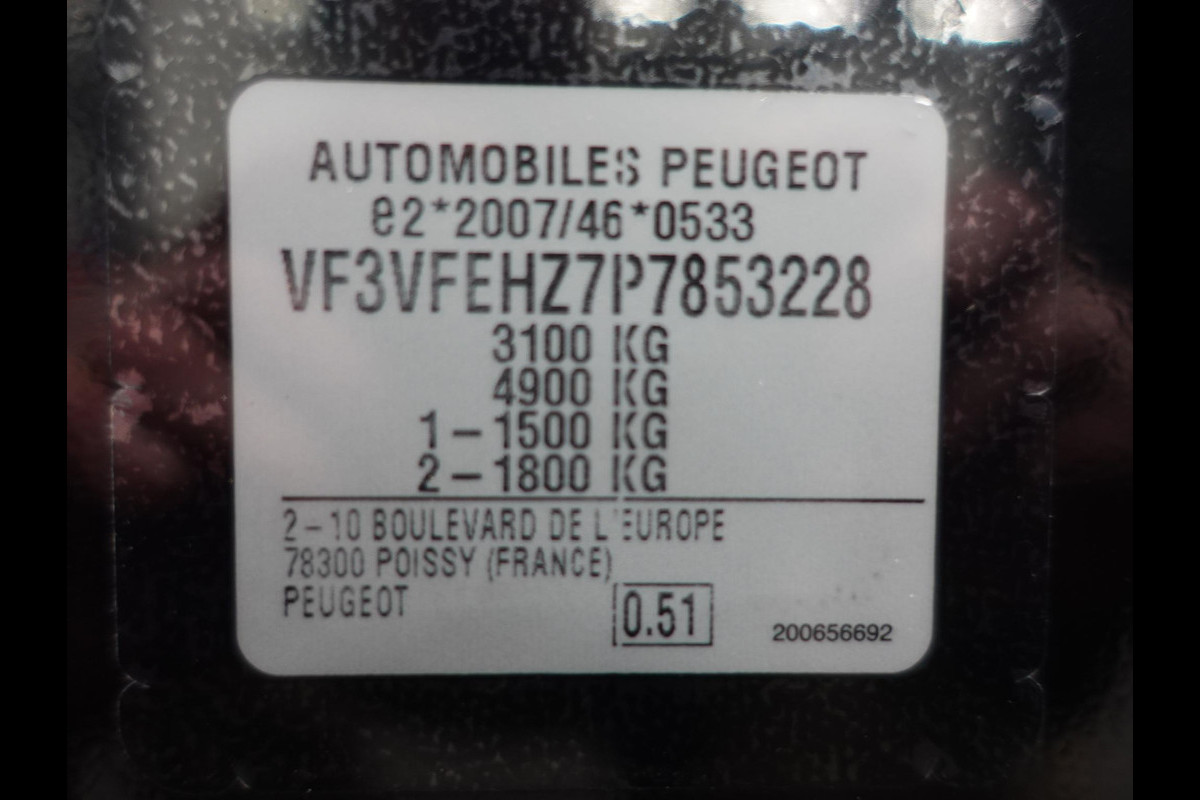 AUTOMOBILES PEUGEOT
e2*2007/46*0533
VF3VFEHZ7P7853228
3100 KG
4900 KG
1-1500 KG
2-1800 KG
2-10 BOULEVARD DE L'EUROPE
78300 POISSY (FRANCE)
PEUGEOT
0.51
200656692